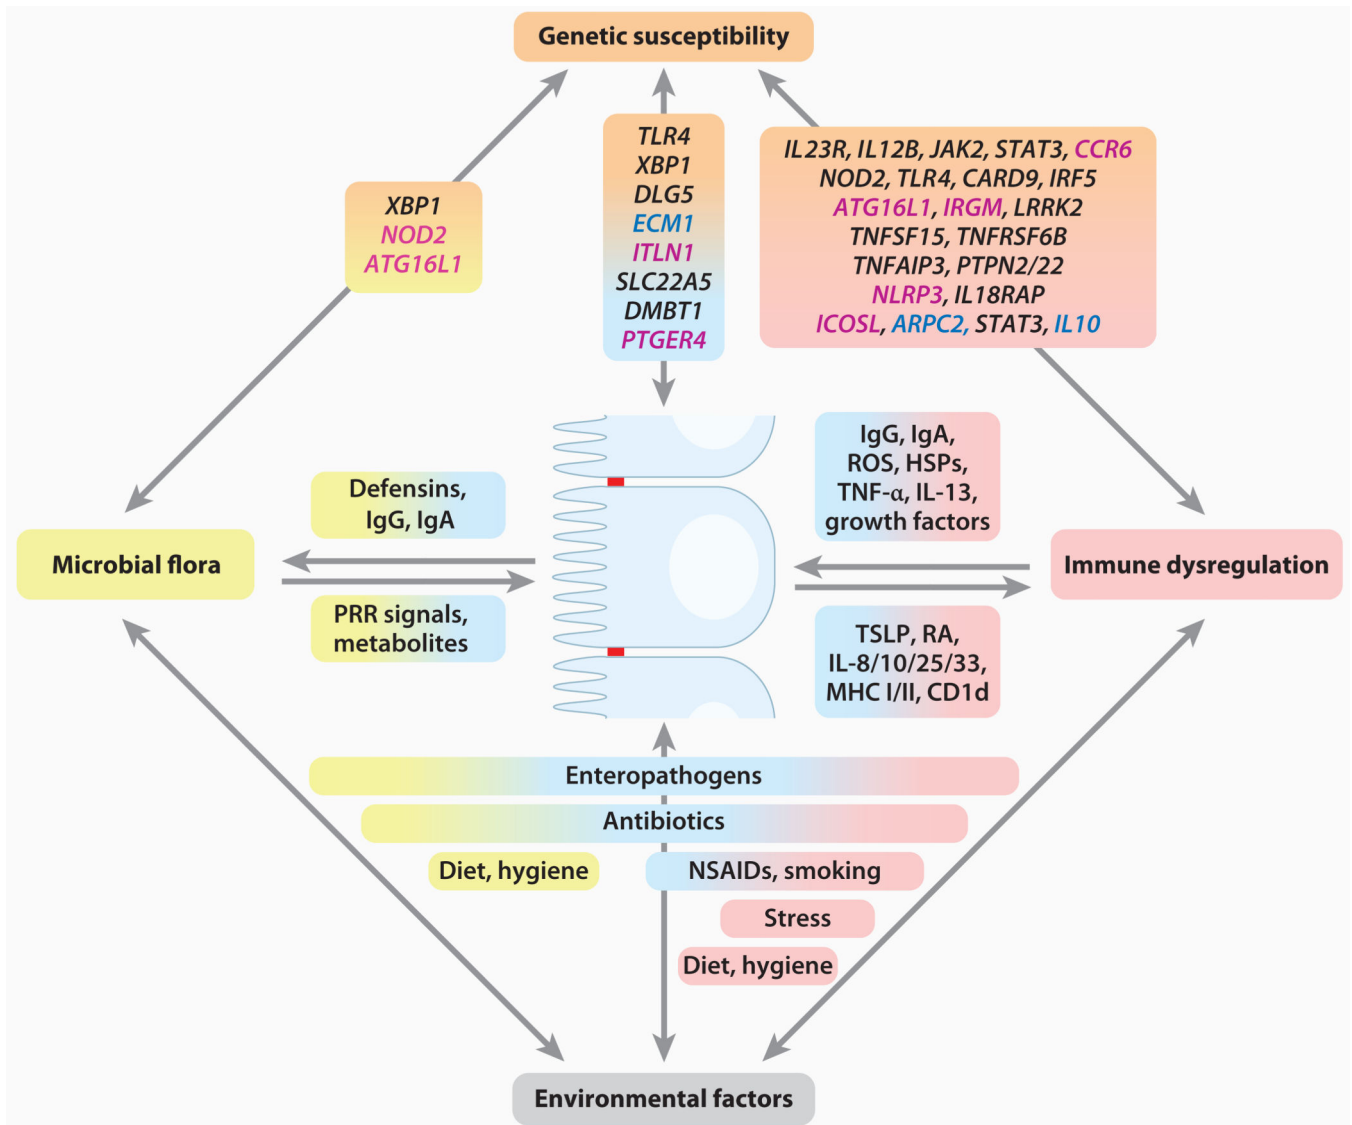 Genetic susceptibility
XBP1
NOD2
ATG16L1
TLR4
XBP1
DLG5
ECM1
ITLN1
SLC22A5
DMBT1
PTGER4
IL23R, IL12B, JAK2, STAT3, CCR6
NOD2, TLR4, CARD9, IRF5
ATG16L1, IRGM, LRRK2
TNFSF15, TNFRSF6B
TNFAIP3, PTPN2/22
NLRP3, IL18RAP
ICOSL, ARPC2, STAT3, IL10
Defensins,
IgG, IgA
Microbial flora
PRR signals,
metabolites
IgG, IgA,
ROS, HSPs,
TNF-α, IL-13,
growth factors
Immune dysregulation
TSLP, RA,
IL-8/10/25/33,
MHC I/II, CD1d
Enteropathogens
Antibiotics
Diet, hygiene
NSAIDs, smoking
Stress
Diet, hygiene
Environmental factors